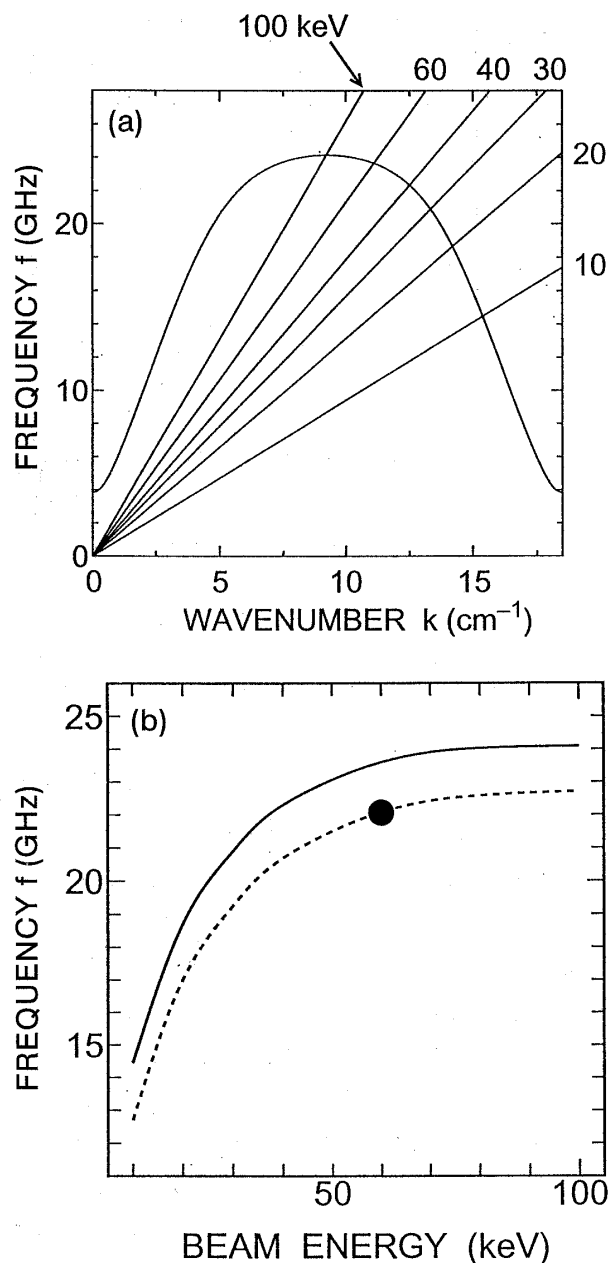 100 keV
60 40 30
(a)
20
10
20
10
0
0 5 10 15
FREQUENCY f (GHz)
WAVENUMBER k (cm⁻¹)
(b)
25
20
15
50 100
FREQUENCY f (GHz)
BEAM ENERGY (keV)